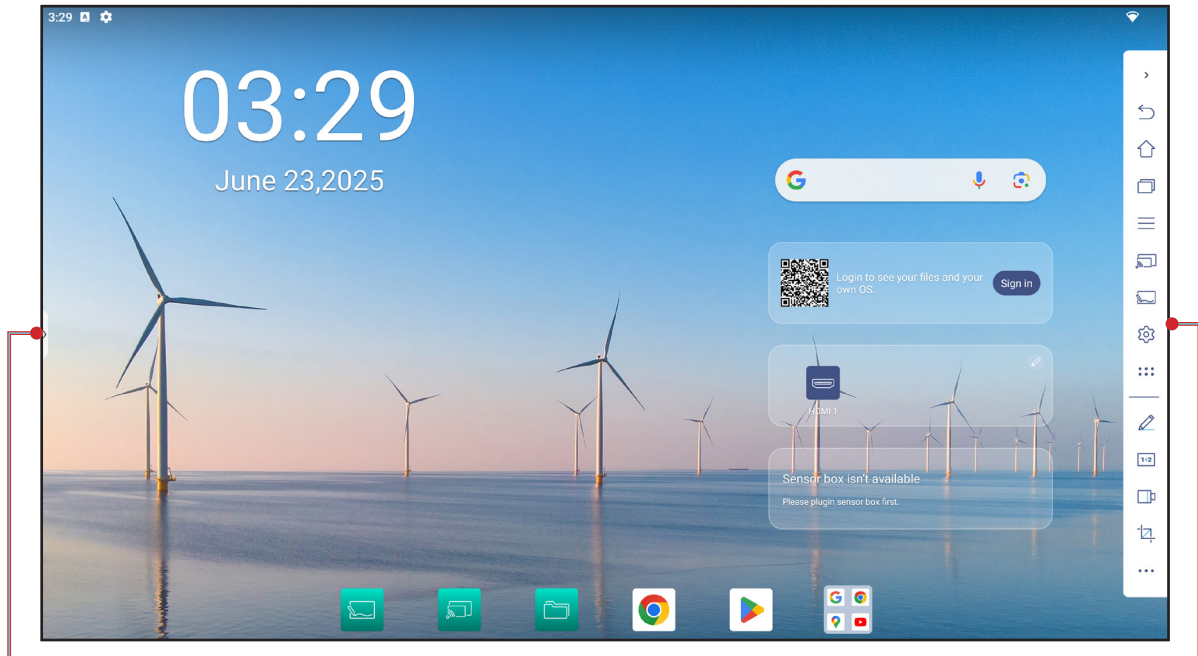 3:29 A
03:29
June 23,2025
Login to see your files and your
own OS.
Sign in
HDMI 1
Sensor box isn't available
Please plugin sensor box first.
1÷2